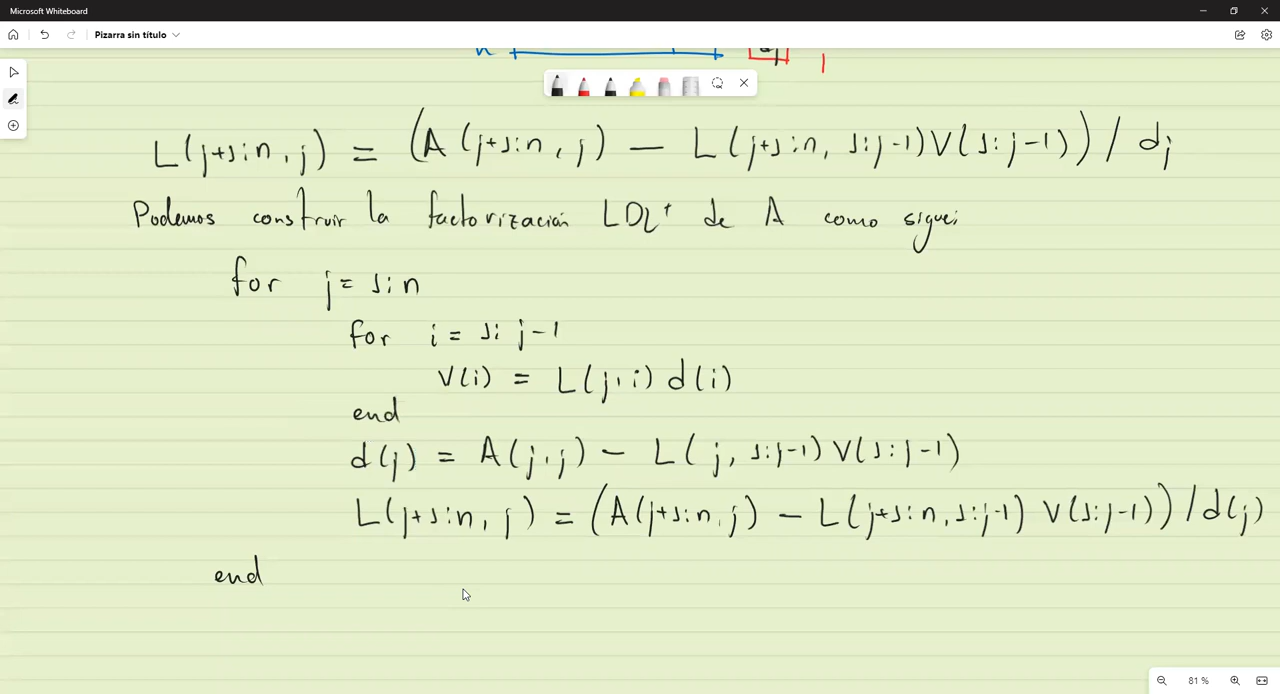 Microsoft Whiteboard
Pizarra sin título
n
L(j+1:n, j) = (A(j+1:n, j) − L(j+1:n, 1:j-1)V(1:j-1)) / dj
Podemos construir la factorización LDLᵗ de A como sigue:
for j = 1:n
for i = 1:j-1
V(i) = L(j,i) d(i)
end
d(j) = A(j,j) − L(j, 1:j-1) V(1:j-1)
L(j+1:n, j) = (A(j+1:n, j) − L(j+1:n, 1:j-1) V(1:j-1)) / d(j)
end
81 %